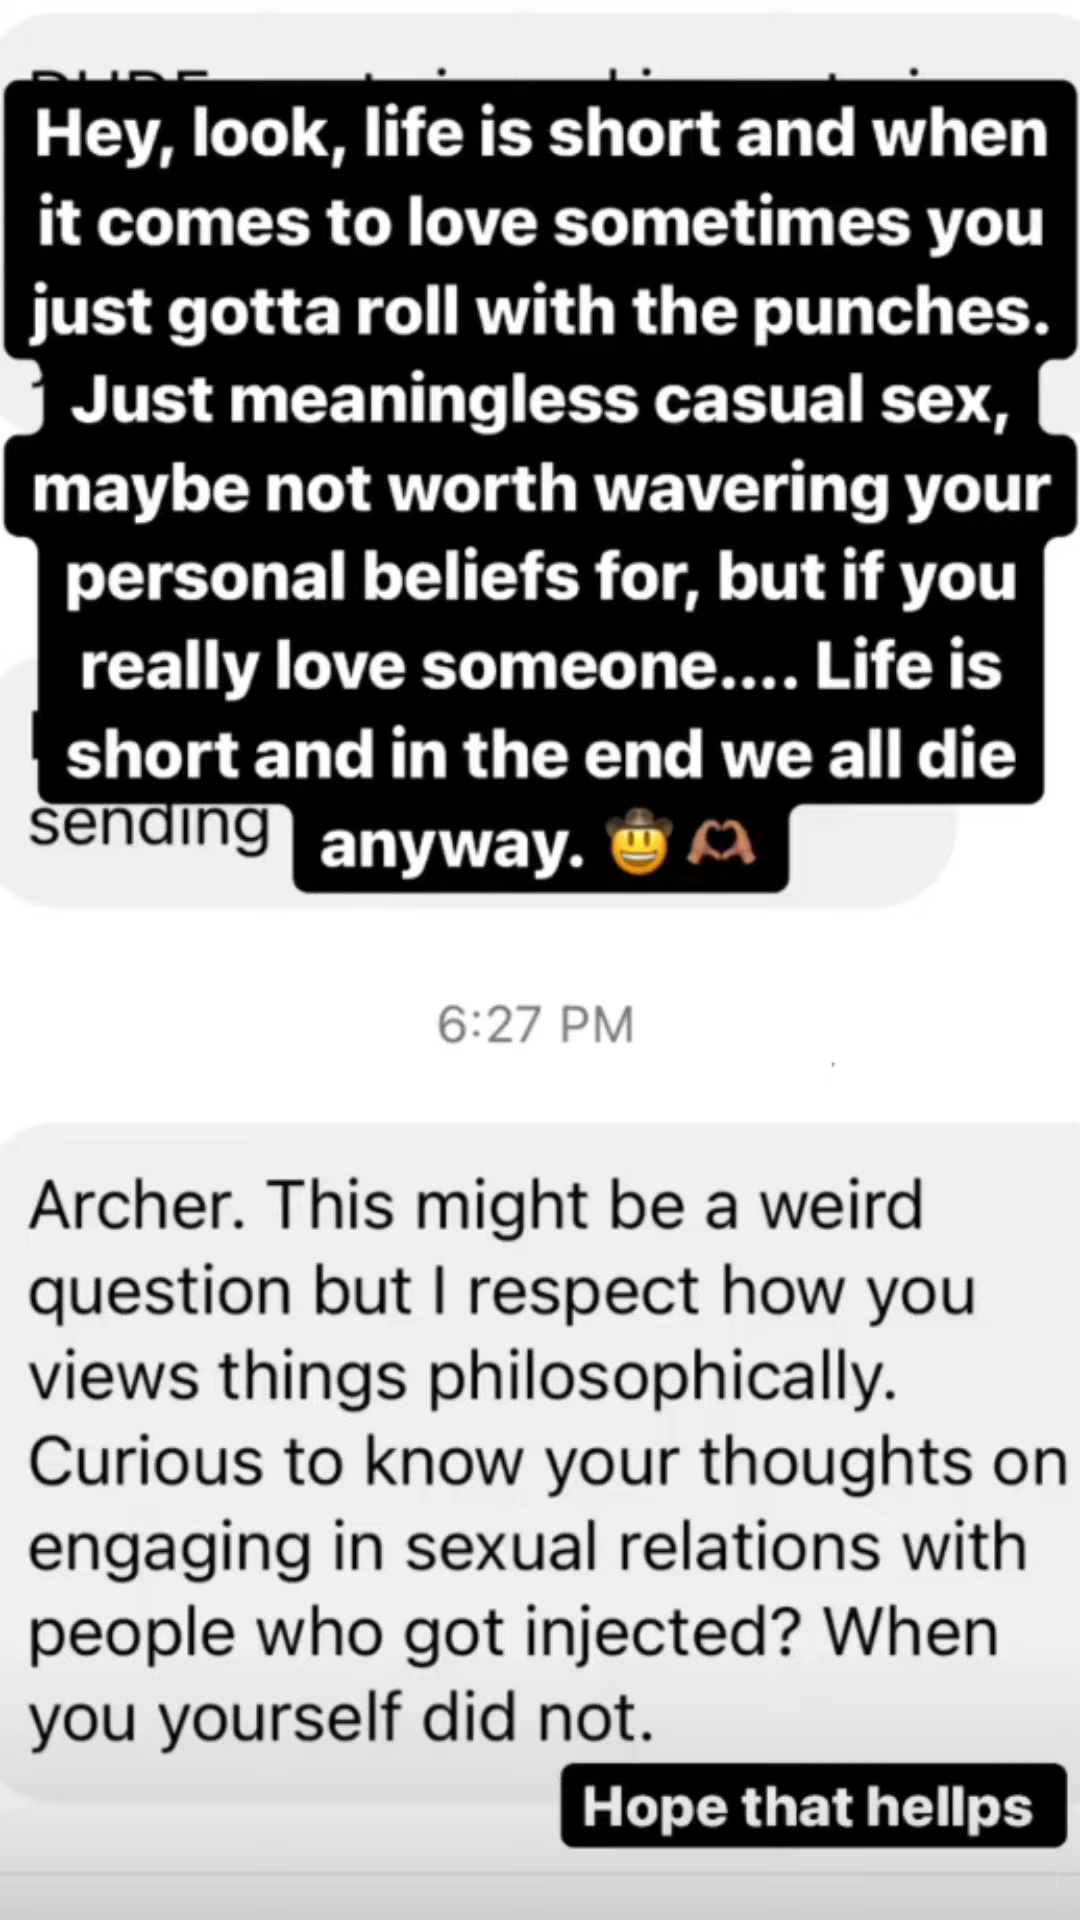 Hey, look, life is short and when
it comes to love sometimes you
just gotta roll with the punches.
Just meaningless casual sex,
maybe not worth wavering your
personal beliefs for, but if you
really love someone.... Life is
short and in the end we all die
anyway. 🤠 🫶🏽
sending
6:27 PM
Archer. This might be a weird
question but I respect how you
views things philosophically.
Curious to know your thoughts on
engaging in sexual relations with
people who got injected? When
you yourself did not.
Hope that hellps